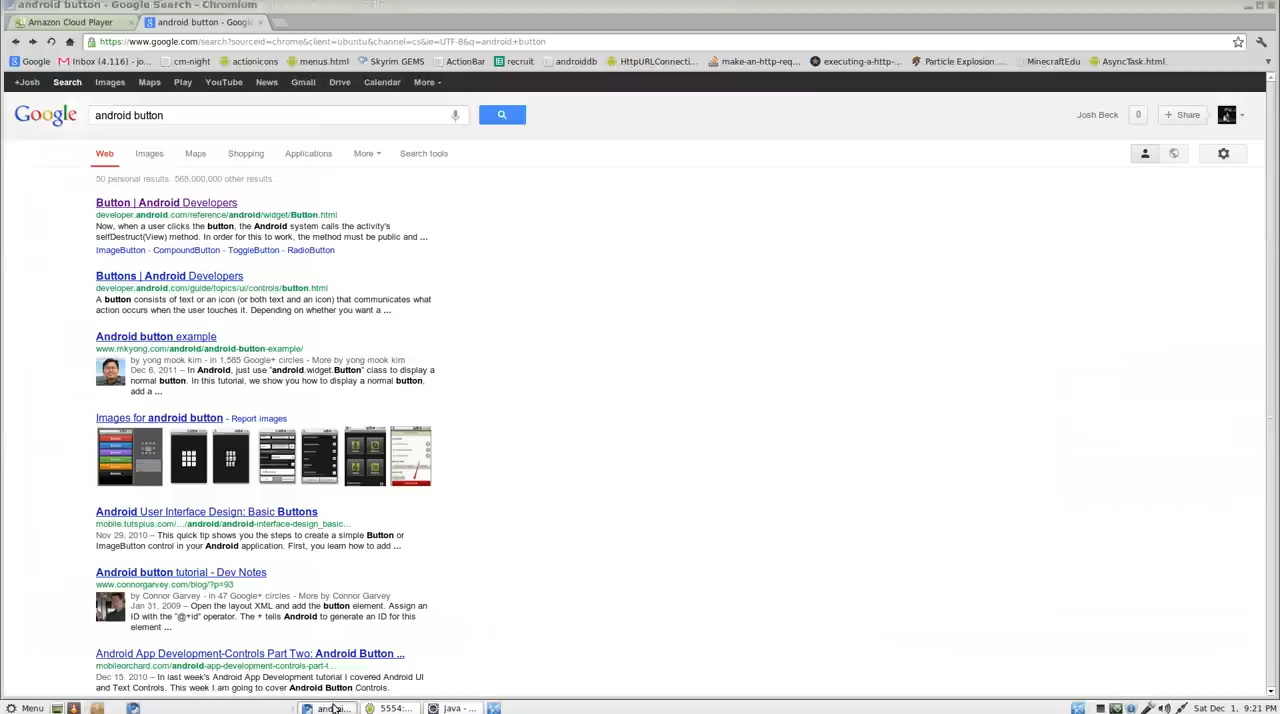 android button - Google Search - Chromium
Amazon Cloud Player
android button - Google
https://www.google.com/search?sourceid=chrome&client=ubuntu&channel=cs&ie=UTF-8&q=android+button
Google Inbox (4.116) - jo... cm-night actionicons menus.html Skyrim GEMS ActionBar recruit androiddb HttpURLConnecti... make-an-http-req... executing-a-http-... Particle Explosion... MinecraftEdu AsyncTask.html
+Josh Search Images Maps Play YouTube News Gmail Drive Calendar More
Google android button Josh Beck 0 + Share
Web Images Maps Shopping Applications More Search tools
50 personal results. 568,000,000 other results.
Button | Android Developers
developer.android.com/reference/android/widget/Button.html
Now, when a user clicks the button, the Android system calls the activity's
selfDestruct(View) method. In order for this to work, the method must be public and ...
ImageButton - CompoundButton - ToggleButton - RadioButton
Buttons | Android Developers
developer.android.com/guide/topics/ui/controls/button.html
A button consists of text or an icon (or both text and an icon) that communicates what
action occurs when the user touches it. Depending on whether you want a ...
Android button example
www.mkyong.com/android/android-button-example/
by yong mook kim - in 1,585 Google+ circles - More by yong mook kim
Dec 6, 2011 – In Android, just use "android.widget.Button" class to display a
normal button. In this tutorial, we show you how to display a normal button,
add a ...
Images for android button - Report images
Android User Interface Design: Basic Buttons
mobile.tutsplus.com/.../android/android-interface-design_basic...
Nov 29, 2010 – This quick tip shows you the steps to create a simple Button or
ImageButton control in your Android application. First, you learn how to add ...
Android button tutorial - Dev Notes
www.connorgarvey.com/blog/?p=93
by Connor Garvey - in 47 Google+ circles - More by Connor Garvey
Jan 31, 2009 – Open the layout XML and add the button element. Assign an
ID with the "@+id" operator. The + tells Android to generate an ID for this
element ...
Android App Development-Controls Part Two: Android Button ...
mobileorchard.com/android-app-development-controls-part-t...
Dec 15, 2010 – In last week's Android App Development tutorial I covered Android UI
and Text Controls. This week I am going to cover Android Button Controls.
Menu 5554:... Java - ... Sat Dec 1, 9:21 PM